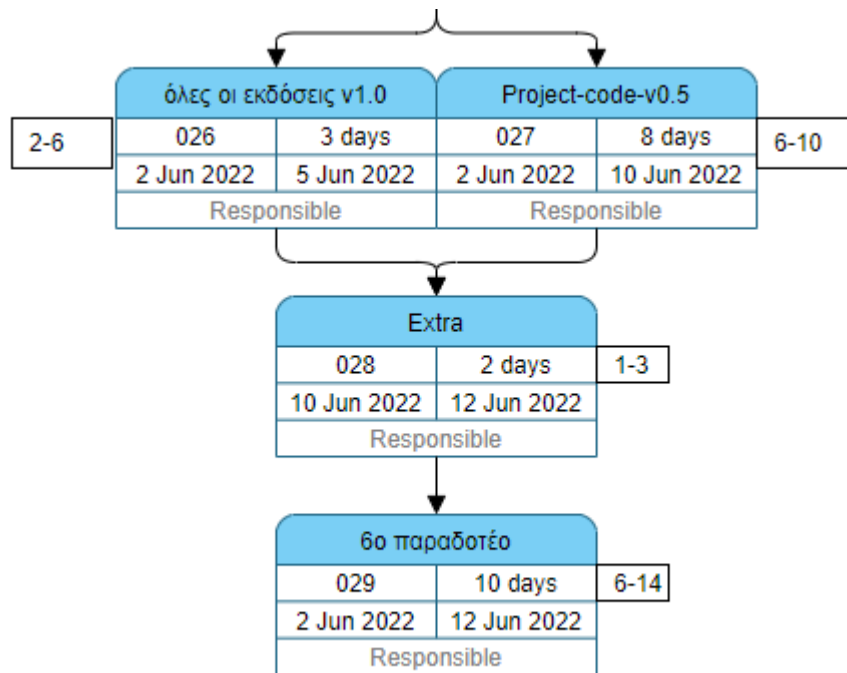 όλες οι εκδόσεις v1.0 Project-code-v0.5
2-6 026 3 days 027 8 days 6-10
2 Jun 2022 5 Jun 2022 2 Jun 2022 10 Jun 2022
Responsible Responsible
Extra
028 2 days 1-3
10 Jun 2022 12 Jun 2022
Responsible
6ο παραδοτέο
029 10 days 6-14
2 Jun 2022 12 Jun 2022
Responsible